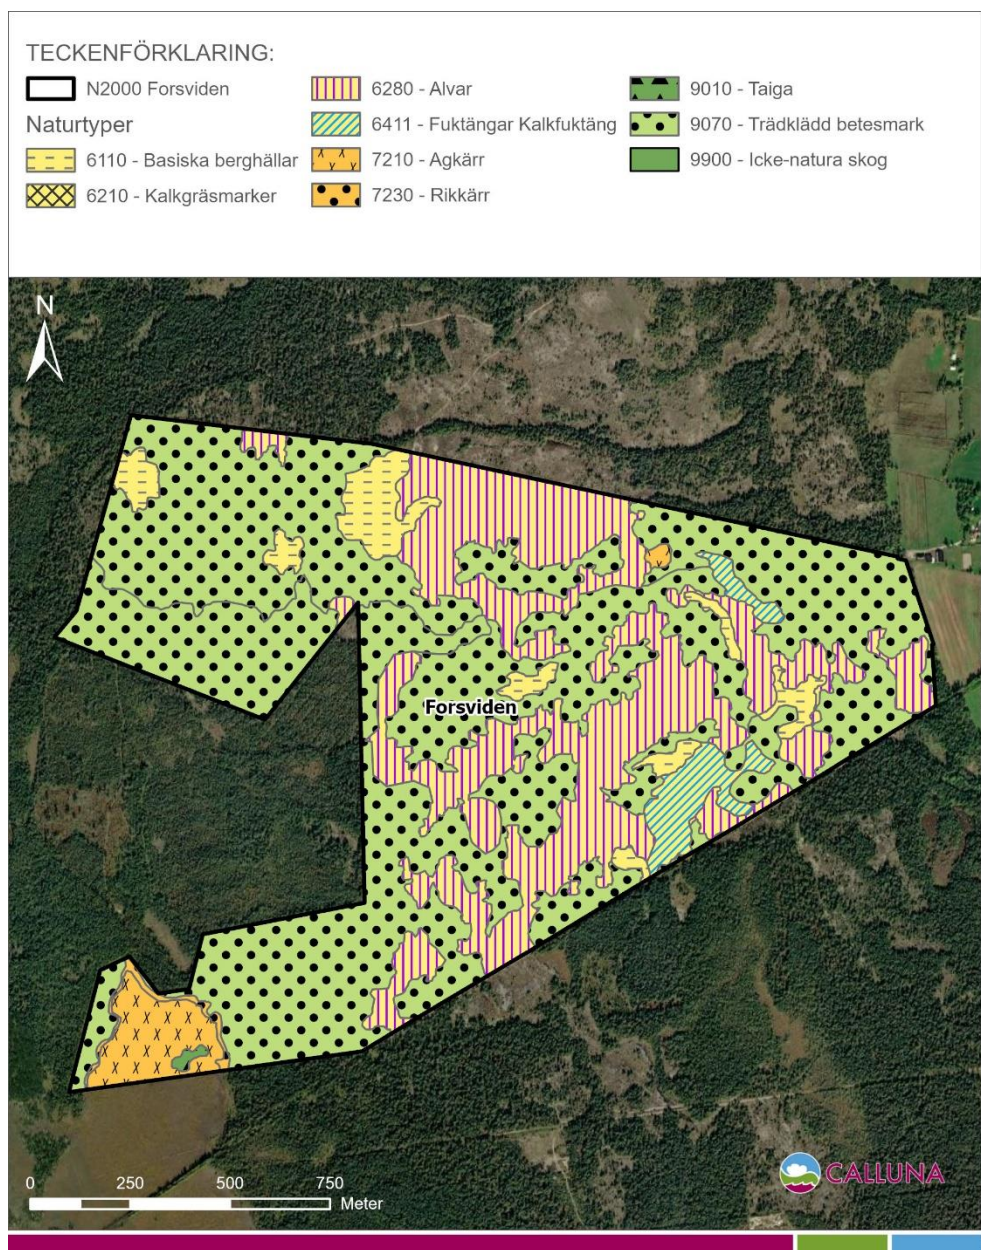 TECKENFÖRKLARING:
N2000 Forsviden
Naturtyper
6110 - Basiska berghällar
6210 - Kalkgräsmarker
6280 - Alvar
6411 - Fuktängar Kalkfuktäng
7210 - Agkärr
7230 - Rikkärr
9010 - Taiga
9070 - Trädklädd betesmark
9900 - Icke-natura skog
N
Forsviden
0 250 500 750
Meter
CALLUNA